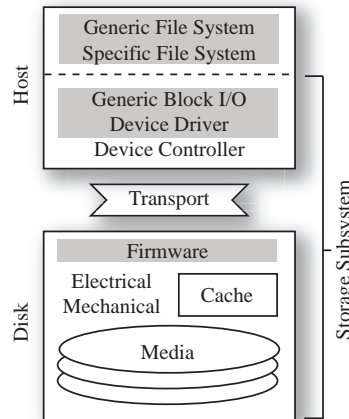 Generic File System
Specific File System
Host
Generic Block I/O
Device Driver
Device Controller
Transport
Storage Subsystem
Firmware
Electrical
Mechanical
Cache
Disk
Media